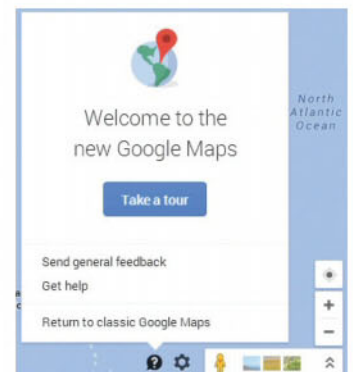 North
Atlantic
Ocean
Welcome to the
new Google Maps
Take a tour
Send general feedback
Get help
Return to classic Google Maps